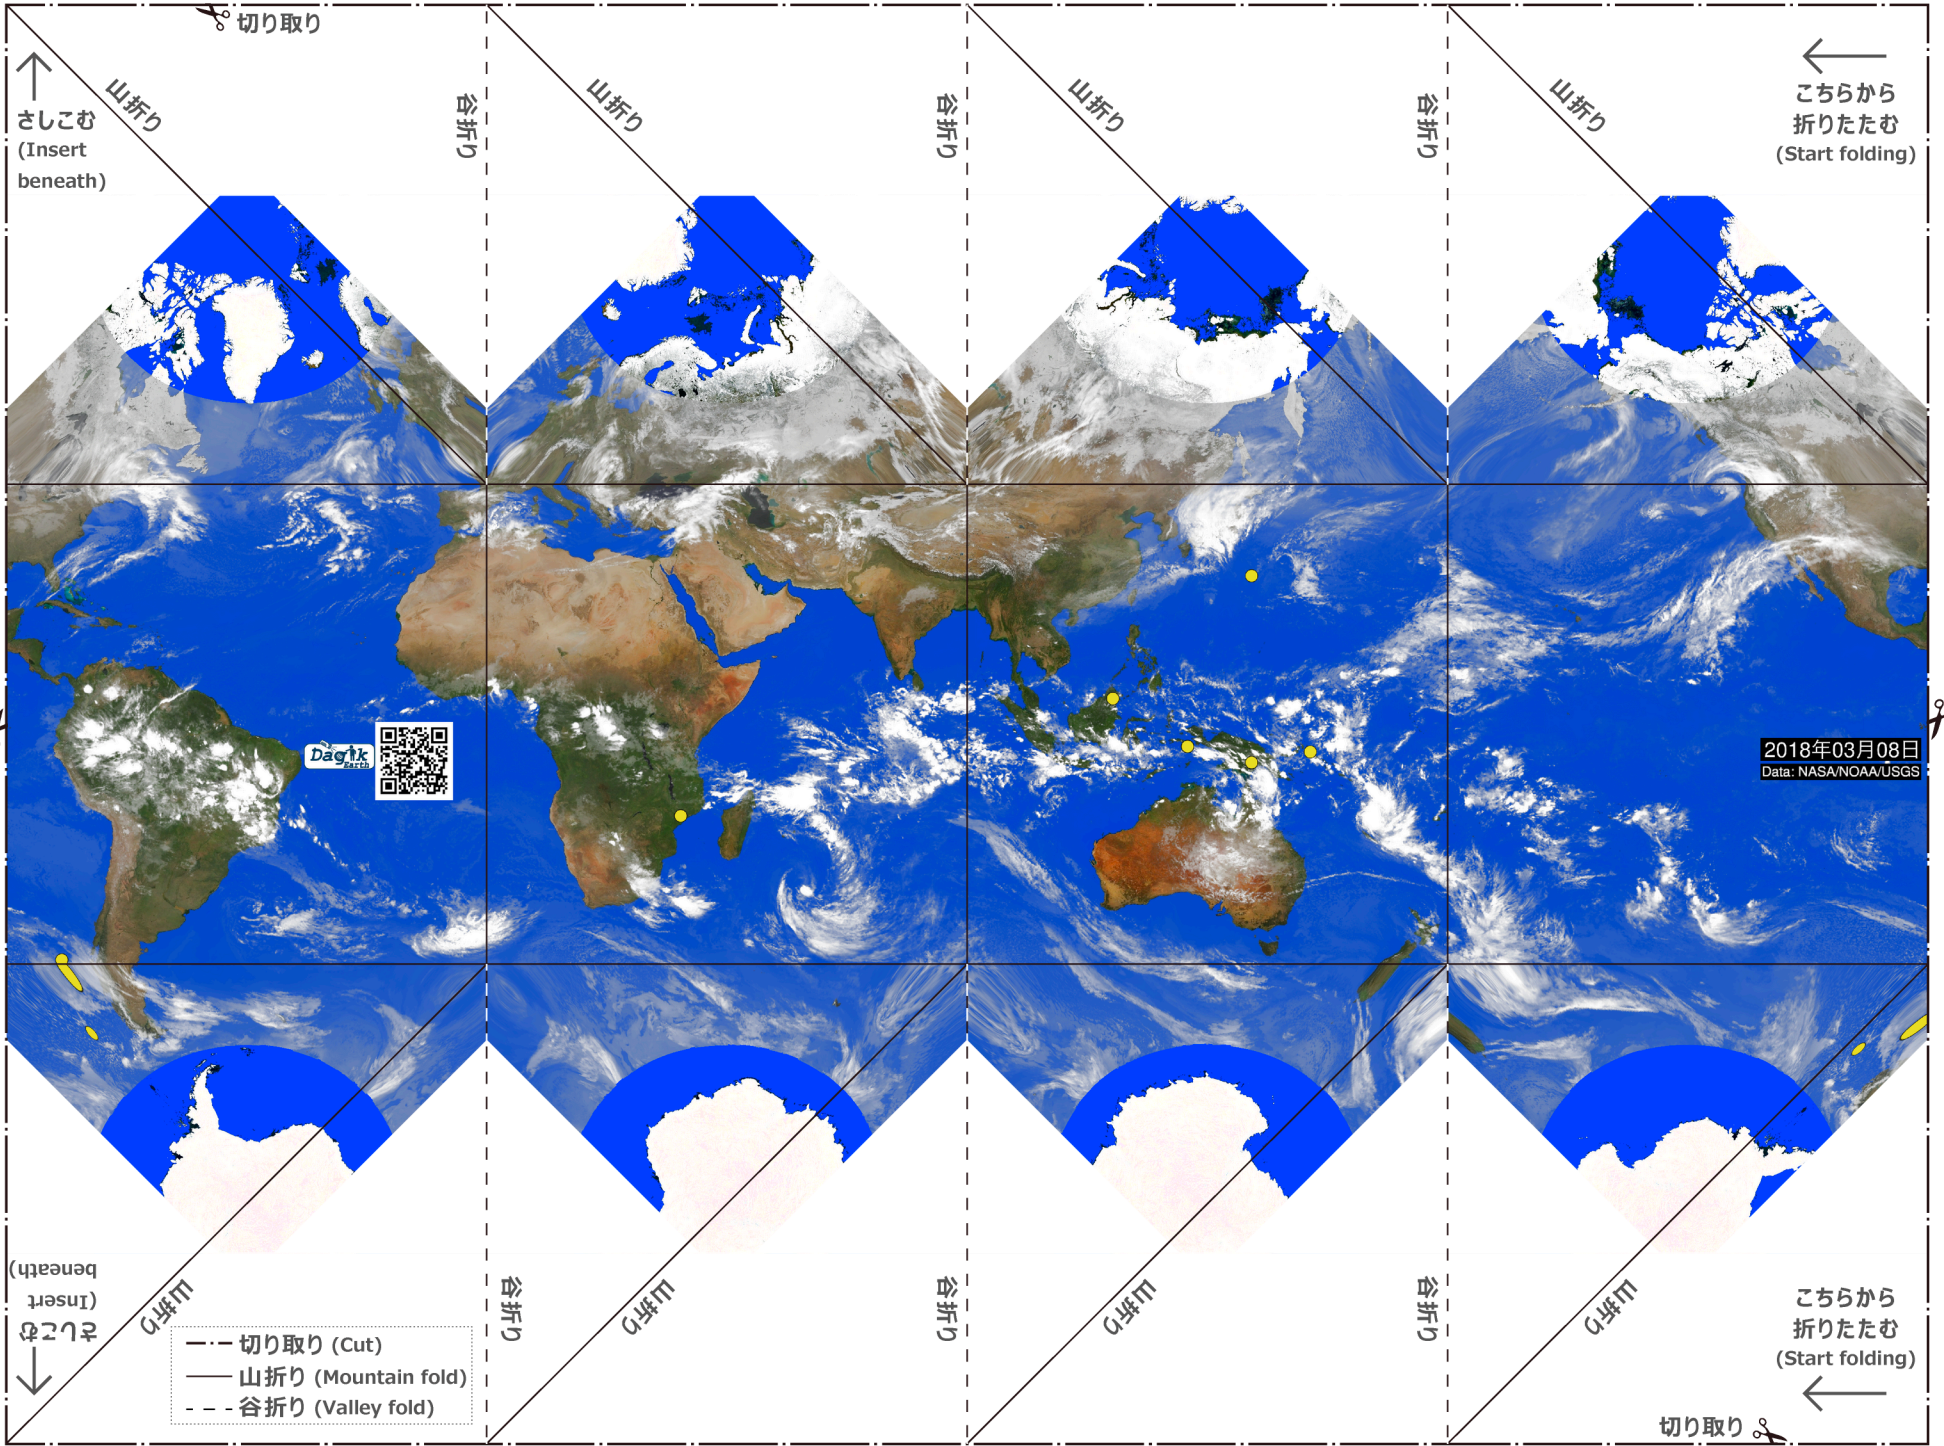 切り取り
山折り
谷折り
山折り
谷折り
山折り
谷折り
山折り
さしこむ
(Insert
beneath)
こちらから
折りたたむ
(Start folding)
Dagik
Earth
2018年03月08日
Data: NASA/NOAA/USGS
さしこむ
(Insert
beneath)
山折り
谷折り
山折り
谷折り
山折り
谷折り
山折り
こちらから
折りたたむ
(Start folding)
切り取り (Cut)
山折り (Mountain fold)
谷折り (Valley fold)
切り取り